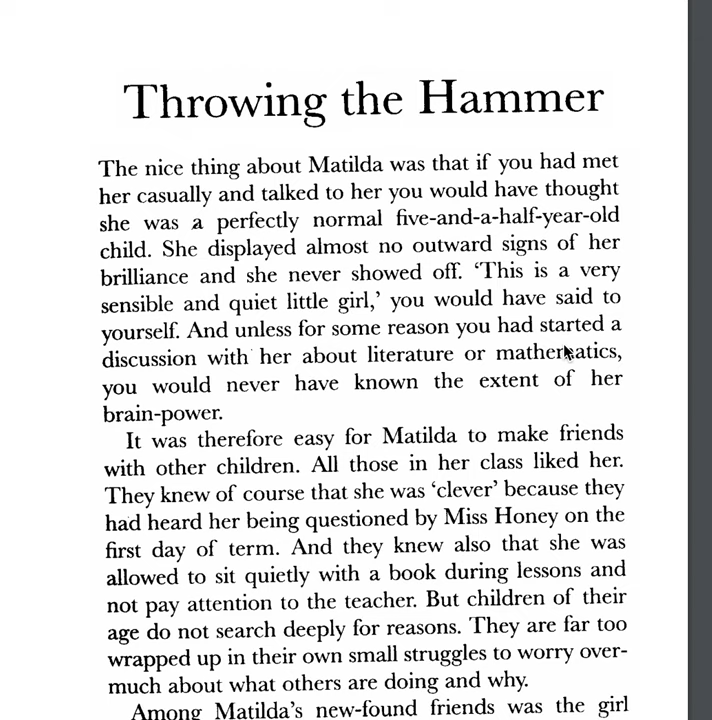 Throwing the Hammer
The nice thing about Matilda was that if you had met
her casually and talked to her you would have thought
she was a perfectly normal five-and-a-half-year-old
child. She displayed almost no outward signs of her
brilliance and she never showed off. ‘This is a very
sensible and quiet little girl,’ you would have said to
yourself. And unless for some reason you had started a
discussion with her about literature or mathematics,
you would never have known the extent of her
brain-power.
It was therefore easy for Matilda to make friends
with other children. All those in her class liked her.
They knew of course that she was ‘clever’ because they
had heard her being questioned by Miss Honey on the
first day of term. And they knew also that she was
allowed to sit quietly with a book during lessons and
not pay attention to the teacher. But children of their
age do not search deeply for reasons. They are far too
wrapped up in their own small struggles to worry over-
much about what others are doing and why.
Among Matilda’s new-found friends was the girl